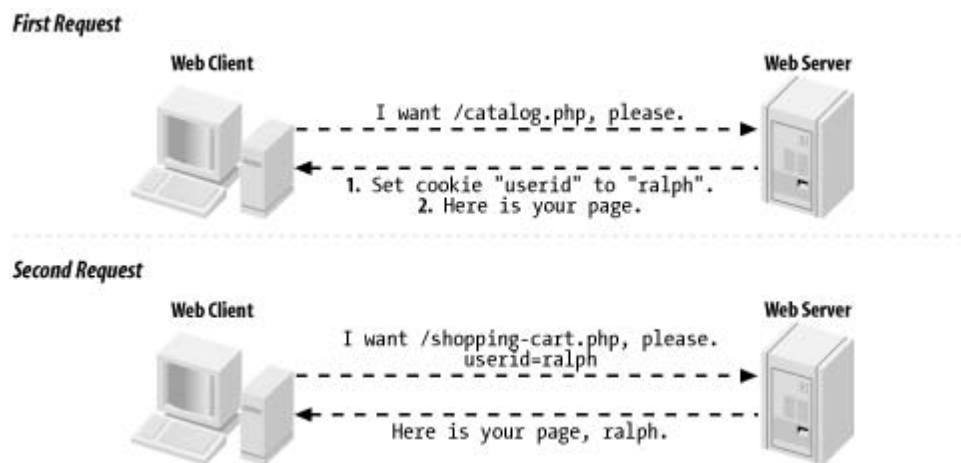 First Request
Web Client
Web Server
I want /catalog.php, please.
1. Set cookie "userid" to "ralph".
2. Here is your page.
Second Request
Web Client
Web Server
I want /shopping-cart.php, please.
userid=ralph
Here is your page, ralph.